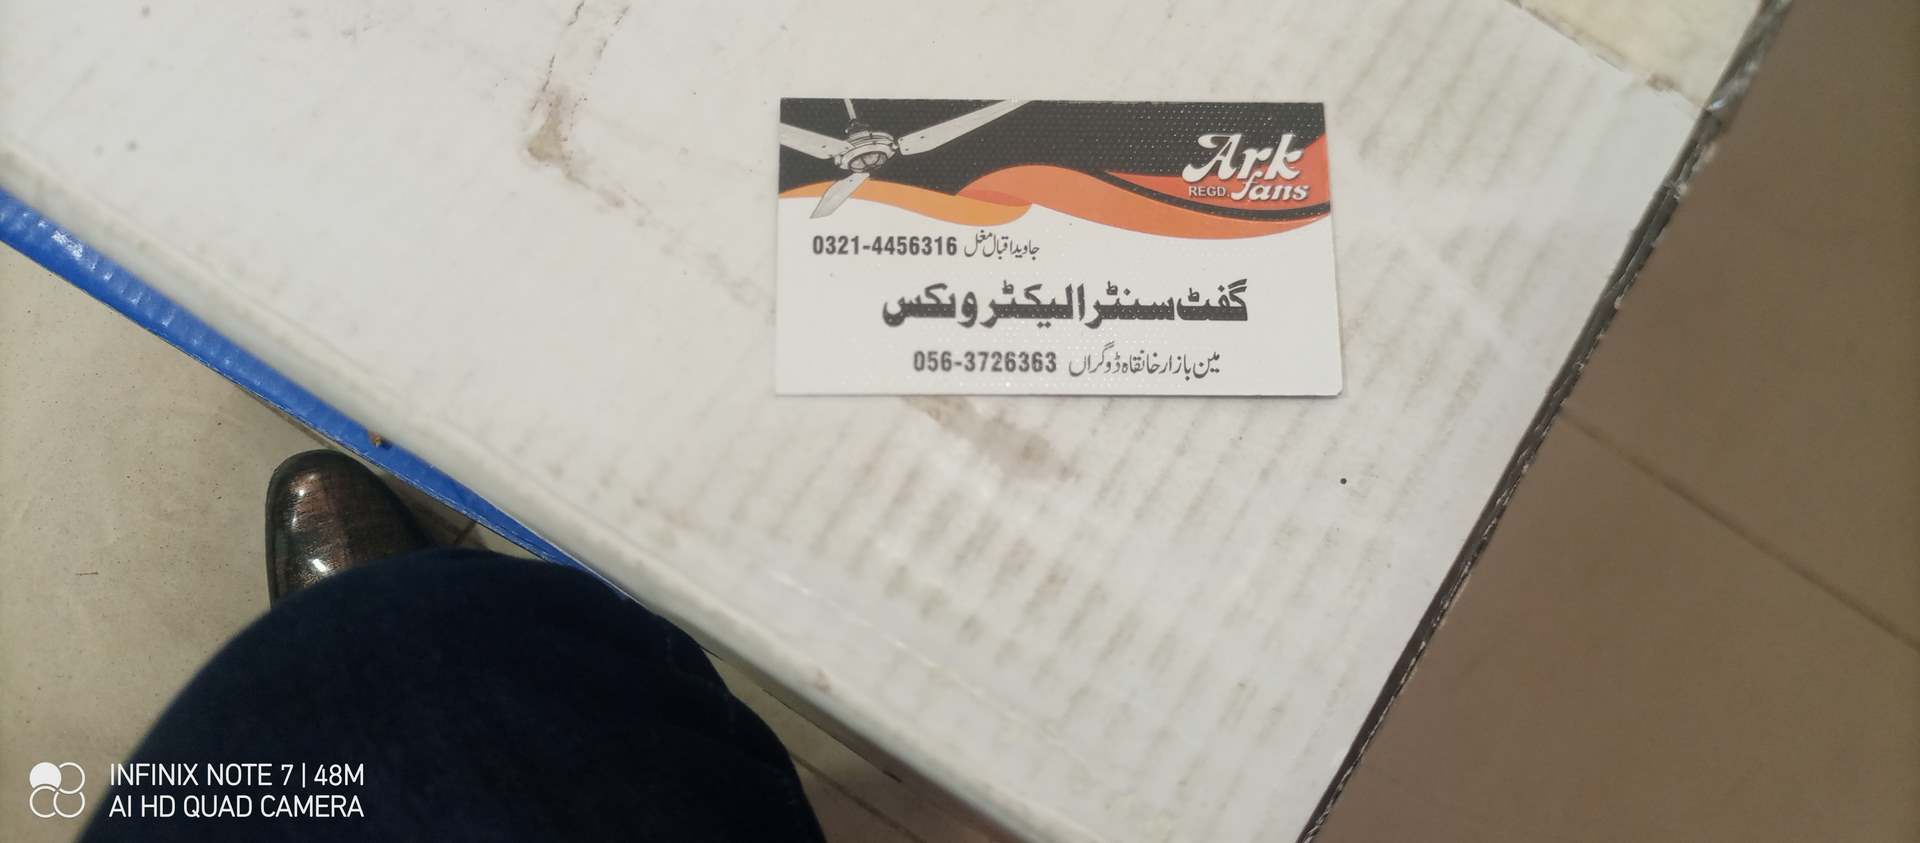 Ark
REGD. fans
جاوید اقبال مغل 0321-4456316
گفٹ سنٹر الیکٹرونکس
مین بازار خانقاہ ڈوگراں 056-3726363
INFINIX NOTE 7 | 48M
AI HD QUAD CAMERA